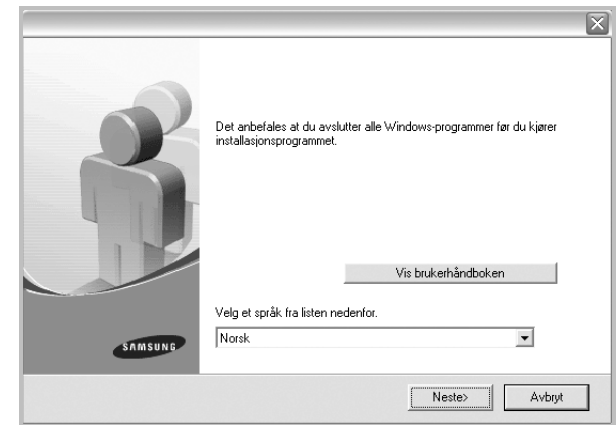 Det anbefales at du avslutter alle Windows-programmer før du kjører
installasjonsprogrammet.
Vis brukerhåndboken
Velg et språk fra listen nedenfor.
SAMSUNG
Norsk
Neste>
Avbryt